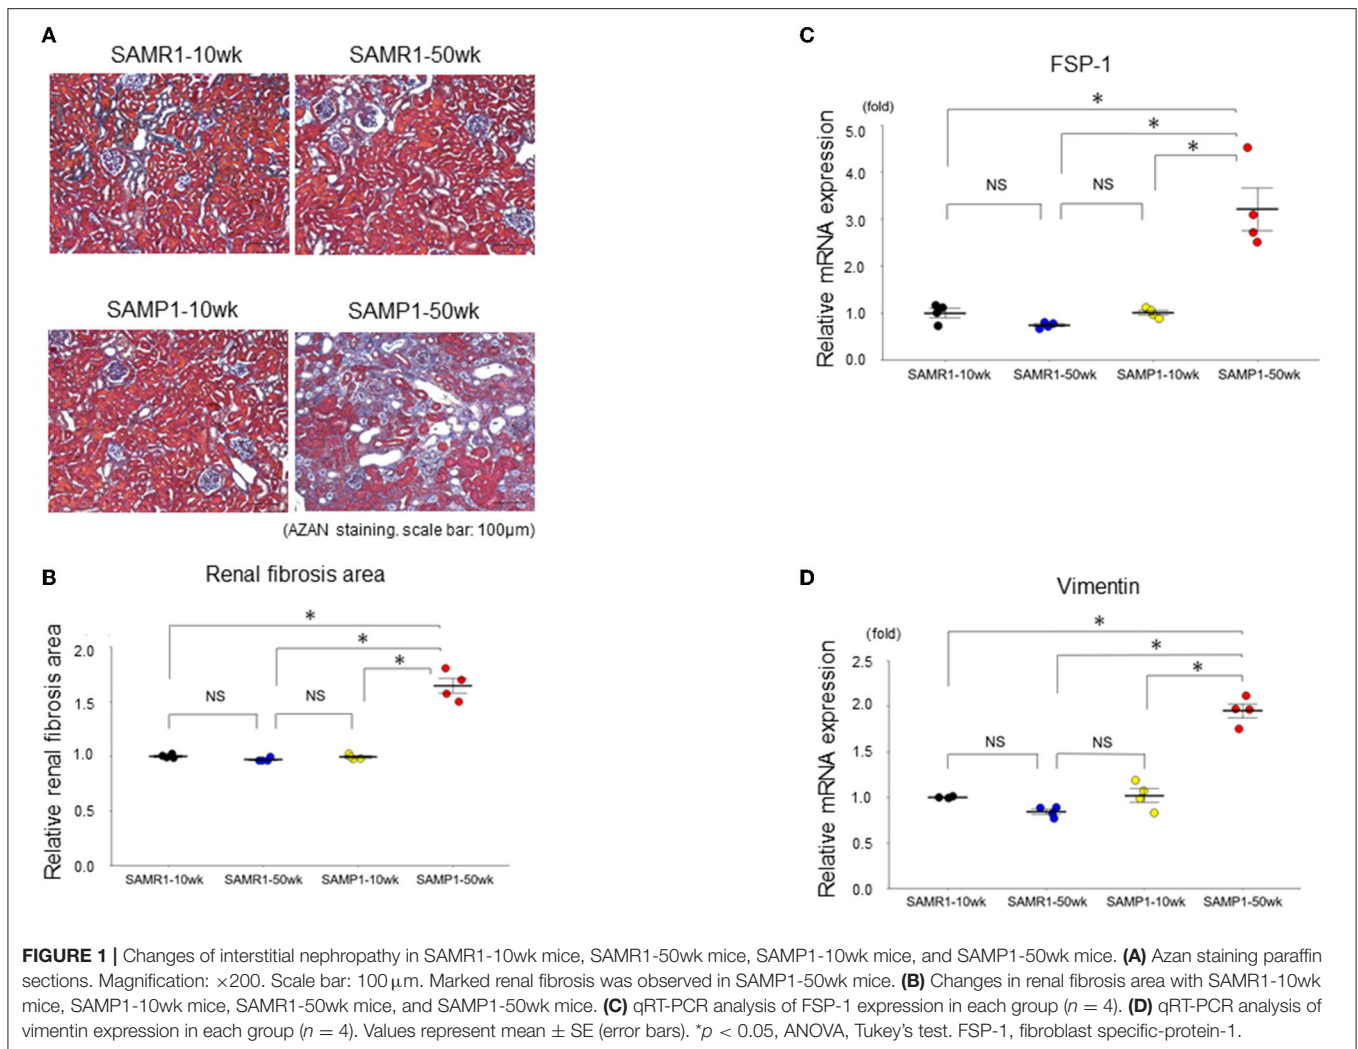 A
SAMR1-10wk
SAMR1-50wk
SAMP1-10wk
SAMP1-50wk
(AZAN staining. scale bar: 100μm)
B
Renal fibrosis area
Relative renal fibrosis area
2.0
1.5
1.0
0.5
0.0
*
*
*
NS
NS
SAMR1-10wk
SAMR1-50wk
SAMP1-10wk
SAMP1-50wk
C
FSP-1
(fold)
Relative mRNA expression
5.0
4.0
3.0
2.0
1.0
0.0
*
*
*
NS
NS
SAMR1-10wk
SAMR1-50wk
SAMP1-10wk
SAMP1-50wk
D
Vimentin
(fold)
Relative mRNA expression
2.5
2.0
1.5
1.0
0.5
0.0
*
*
*
NS
NS
SAMR1-10wk
SAMR1-50wk
SAMP1-10wk
SAMP1-50wk
FIGURE 1 | Changes of interstitial nephropathy in SAMR1-10wk mice, SAMR1-50wk mice, SAMP1-10wk mice, and SAMP1-50wk mice. (A) Azan staining paraffin
sections. Magnification: ×200. Scale bar: 100 μm. Marked renal fibrosis was observed in SAMP1-50wk mice. (B) Changes in renal fibrosis area with SAMR1-10wk
mice, SAMP1-10wk mice, SAMR1-50wk mice, and SAMP1-50wk mice. (C) qRT-PCR analysis of FSP-1 expression in each group (n = 4). (D) qRT-PCR analysis of
vimentin expression in each group (n = 4). Values represent mean ± SE (error bars). *p < 0.05, ANOVA, Tukey's test. FSP-1, fibroblast specific-protein-1.